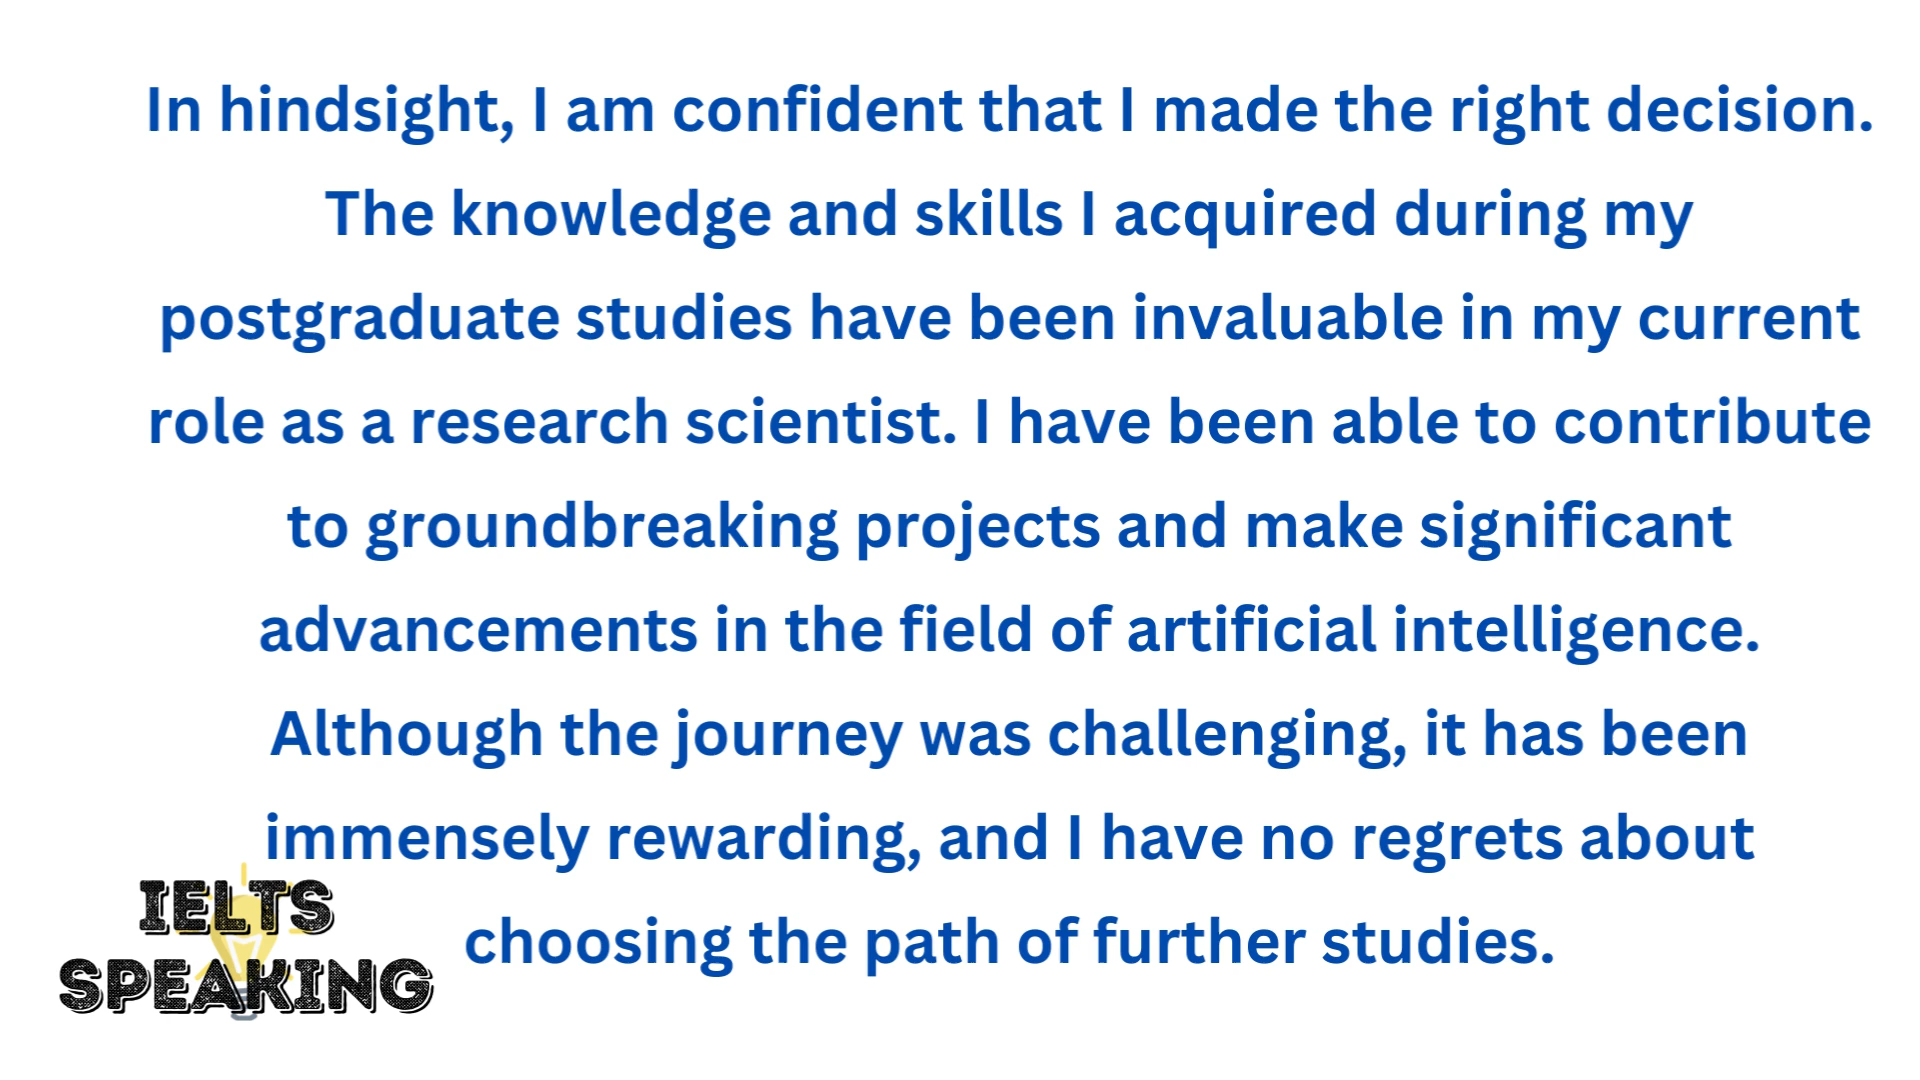 In hindsight, I am confident that I made the right decision.
The knowledge and skills I acquired during my
postgraduate studies have been invaluable in my current
role as a research scientist. I have been able to contribute
to groundbreaking projects and make significant
advancements in the field of artificial intelligence.
Although the journey was challenging, it has been
immensely rewarding, and I have no regrets about
choosing the path of further studies.
IELTS
SPEAKING